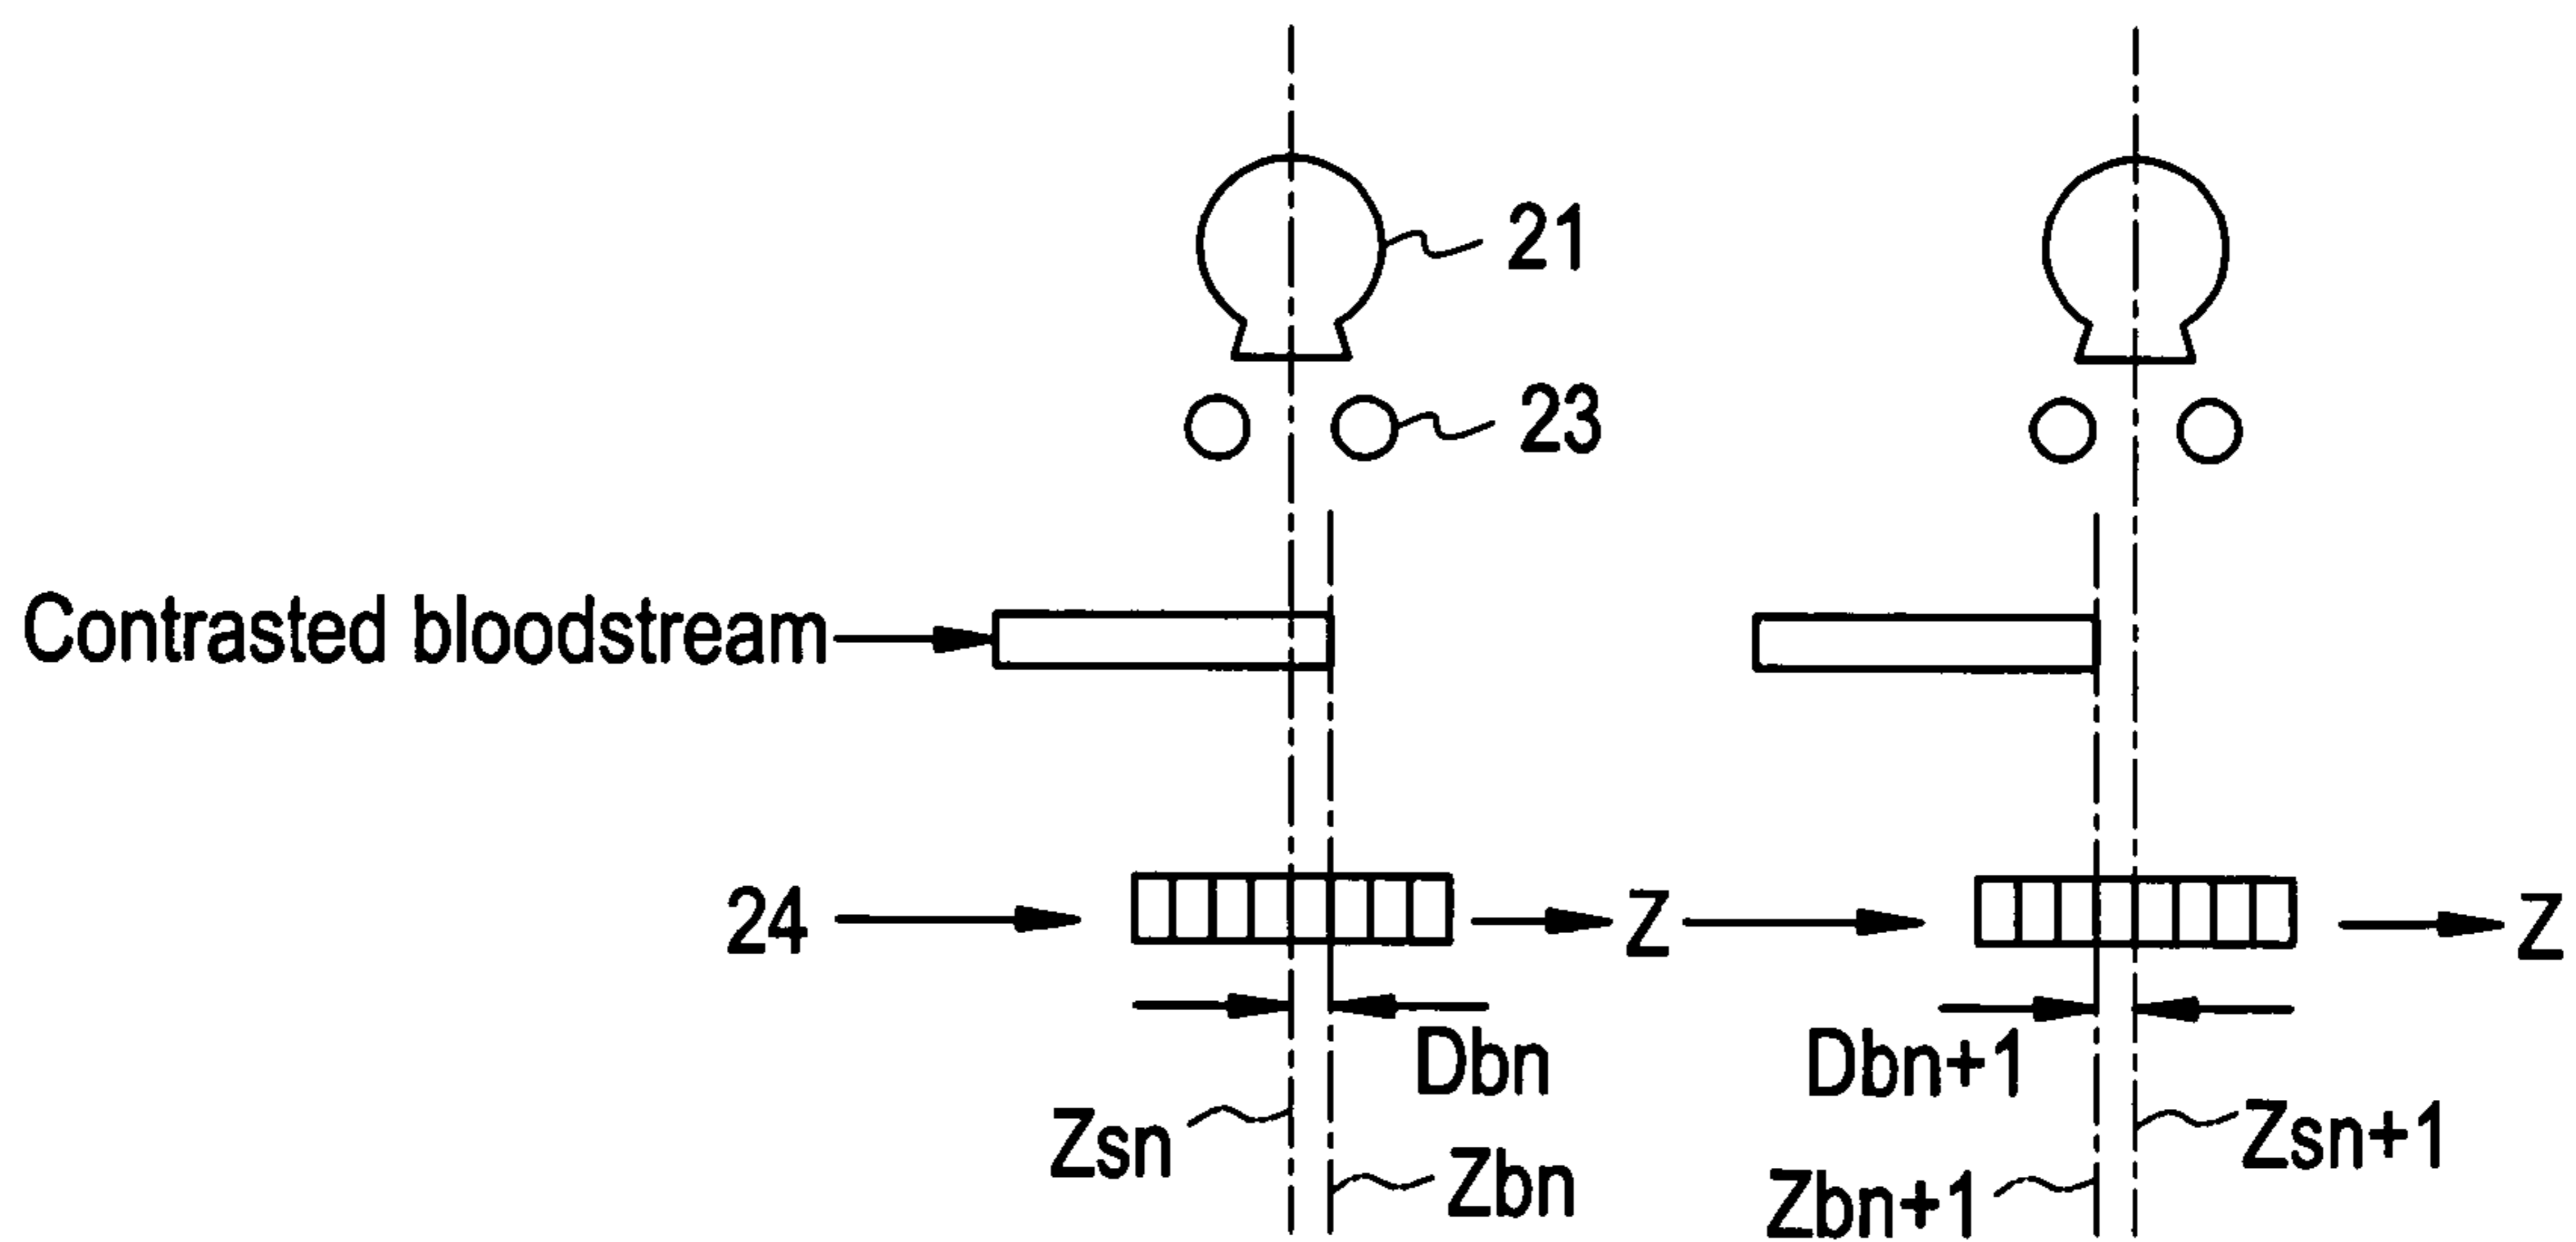 21
23
Contrasted bloodstream
24
Z
Z
Dbn
Dbn+1
Zsn
Zsn+1
Zbn
Zbn+1